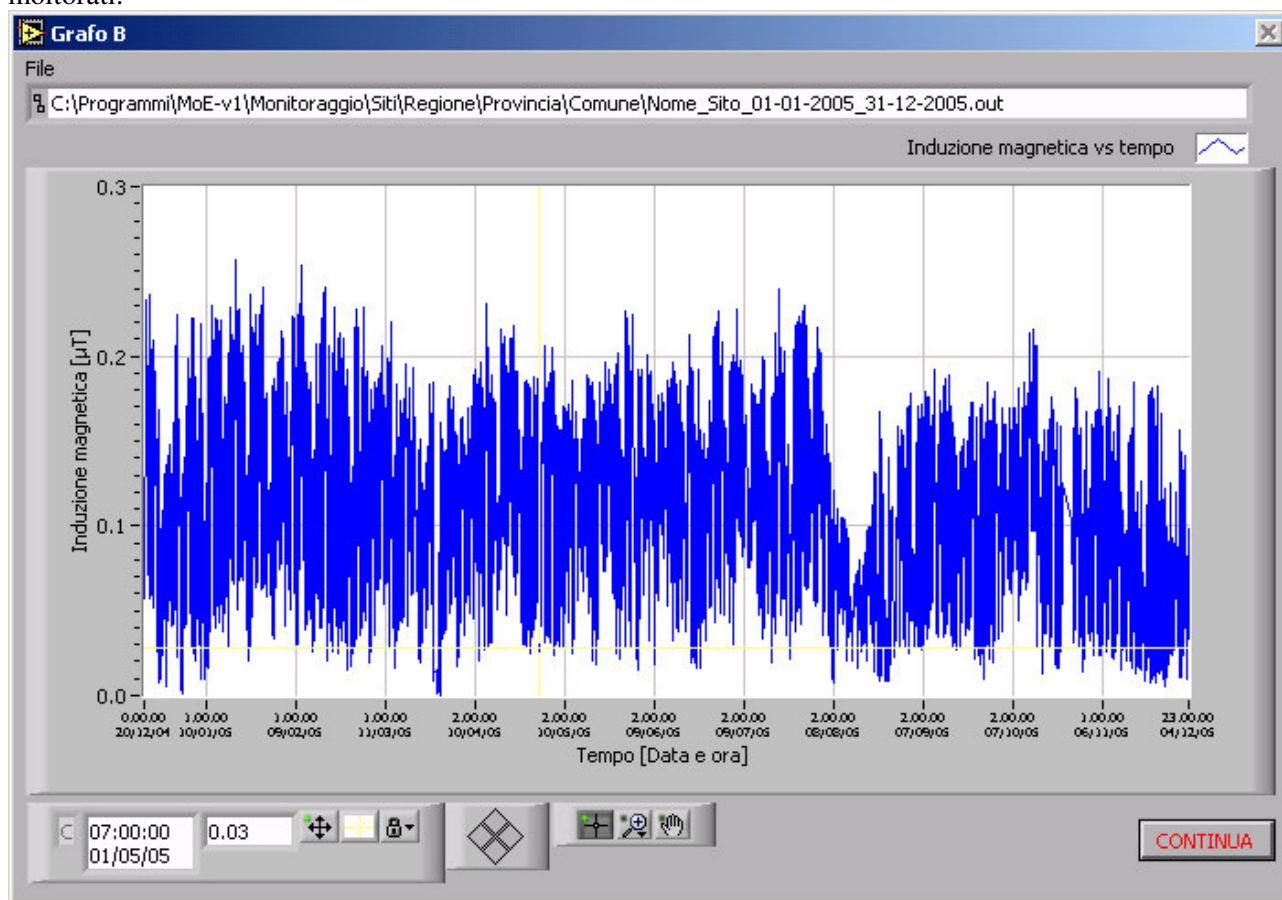 Grafo B
File
C:\Programmi\MoE-v1\Monitoraggio\Siti\Regione\Provincia\Comune\Nome_Sito_01-01-2005_31-12-2005.out
Induzione magnetica vs tempo
0.3
0.2
0.1
0.0
Induzione magnetica [µT]
0.00.00 1.00.00 1.00.00 1.00.00 2.00.00 2.00.00 2.00.00 2.00.00 2.00.00 2.00.00 2.00.00 1.00.00 23.00.00
20/12/04 10/01/05 09/02/05 11/03/05 10/04/05 10/05/05 09/06/05 09/07/05 08/08/05 07/09/05 07/10/05 06/11/05 04/12/05
Tempo [Data e ora]
C
07:00:00
01/05/05
0.03
CONTINUA